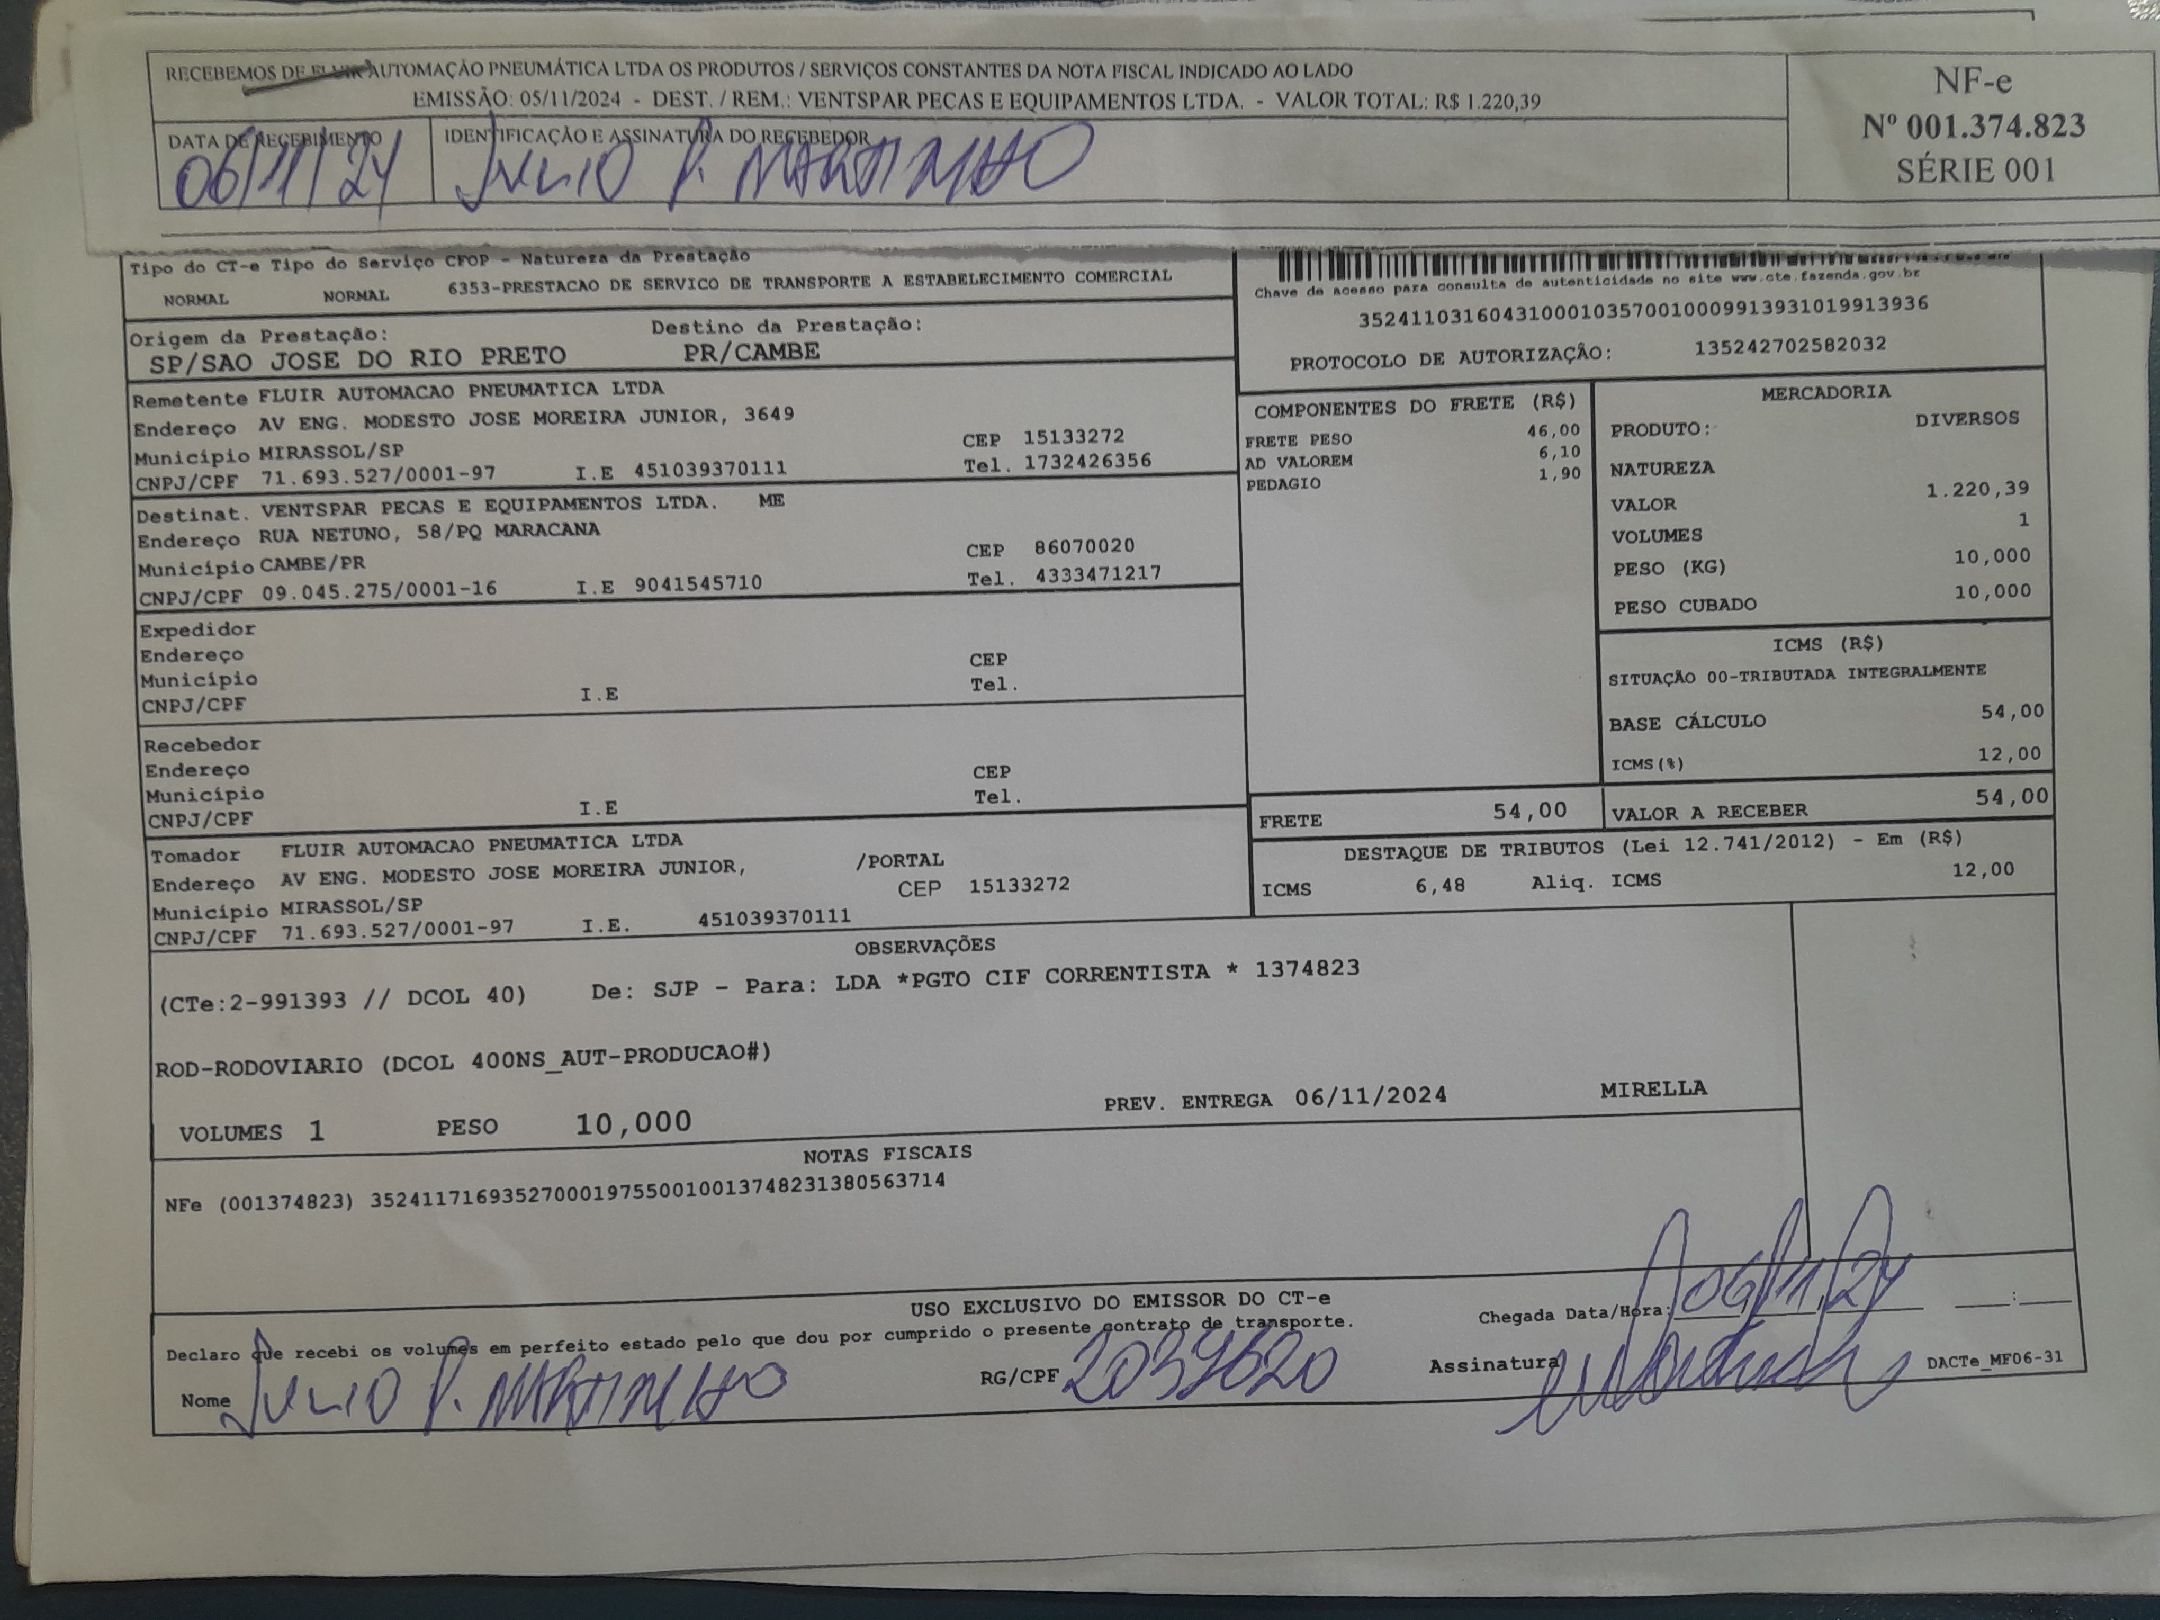 RECEBEMOS DE FLUIR AUTOMAÇÃO PNEUMÁTICA LTDA OS PRODUTOS / SERVIÇOS CONSTANTES DA NOTA FISCAL INDICADO AO LADO
EMISSÃO: 05/11/2024 - DEST. / REM.: VENTSPAR PECAS E EQUIPAMENTOS LTDA. - VALOR TOTAL: R$ 1.220,39
NF-e
Nº 001.374.823
SÉRIE 001
DATA DE RECEBIMENTO
06/11/24
IDENTIFICAÇÃO E ASSINATURA DO RECEBEDOR
JULIO P. MARTINHAO
Tipo do CT-e Tipo do Serviço CFOP - Natureza da Prestação
NORMAL NORMAL 6353-PRESTACAO DE SERVICO DE TRANSPORTE A ESTABELECIMENTO COMERCIAL
Chave de acesso para consulta de autenticidade no site www.cte.fazenda.gov.br
35241103160431000103570010009913931019913936
PROTOCOLO DE AUTORIZAÇÃO: 135242702582032
Origem da Prestação: Destino da Prestação:
SP/SAO JOSE DO RIO PRETO PR/CAMBE
Remetente FLUIR AUTOMACAO PNEUMATICA LTDA
Endereço AV ENG. MODESTO JOSE MOREIRA JUNIOR, 3649
Município MIRASSOL/SP CEP 15133272
CNPJ/CPF 71.693.527/0001-97 I.E 451039370111 Tel. 1732426356
Destinat. VENTSPAR PECAS E EQUIPAMENTOS LTDA. ME
Endereço RUA NETUNO, 58/PQ MARACANA
Município CAMBE/PR CEP 86070020
CNPJ/CPF 09.045.275/0001-16 I.E 9041545710 Tel. 4333471217
Expedidor
Endereço
Município CEP
CNPJ/CPF I.E Tel.
Recebedor
Endereço
Município CEP
CNPJ/CPF I.E Tel.
Tomador FLUIR AUTOMACAO PNEUMATICA LTDA
Endereço AV ENG. MODESTO JOSE MOREIRA JUNIOR, /PORTAL
Município MIRASSOL/SP CEP 15133272
CNPJ/CPF 71.693.527/0001-97 I.E. 451039370111
COMPONENTES DO FRETE (R$)
FRETE PESO 46,00
AD VALOREM 6,10
PEDAGIO 1,90
MERCADORIA
PRODUTO: DIVERSOS
NATUREZA
VALOR 1.220,39
VOLUMES 1
PESO (KG) 10,000
PESO CUBADO 10,000
ICMS (R$)
SITUAÇÃO 00-TRIBUTADA INTEGRALMENTE
BASE CÁLCULO 54,00
ICMS(%) 12,00
FRETE 54,00 VALOR A RECEBER 54,00
DESTAQUE DE TRIBUTOS (Lei 12.741/2012) - Em (R$)
ICMS 6,48 Aliq. ICMS 12,00
OBSERVAÇÕES
(CTe:2-991393 // DCOL 40) De: SJP - Para: LDA *PGTO CIF CORRENTISTA * 1374823
ROD-RODOVIARIO (DCOL 400NS_AUT-PRODUCAO#)
VOLUMES 1 PESO 10,000 PREV. ENTREGA 06/11/2024 MIRELLA
NOTAS FISCAIS
NFe (001374823) 35241171693527000197550010013748231380563714
USO EXCLUSIVO DO EMISSOR DO CT-e
Declaro que recebi os volumes em perfeito estado pelo que dou por cumprido o presente contrato de transporte.
Chegada Data/Hora: 06/11/24 __:__
Nome JULIO P. MARTINHAO RG/CPF Assinatura
DACTe_MF06-31